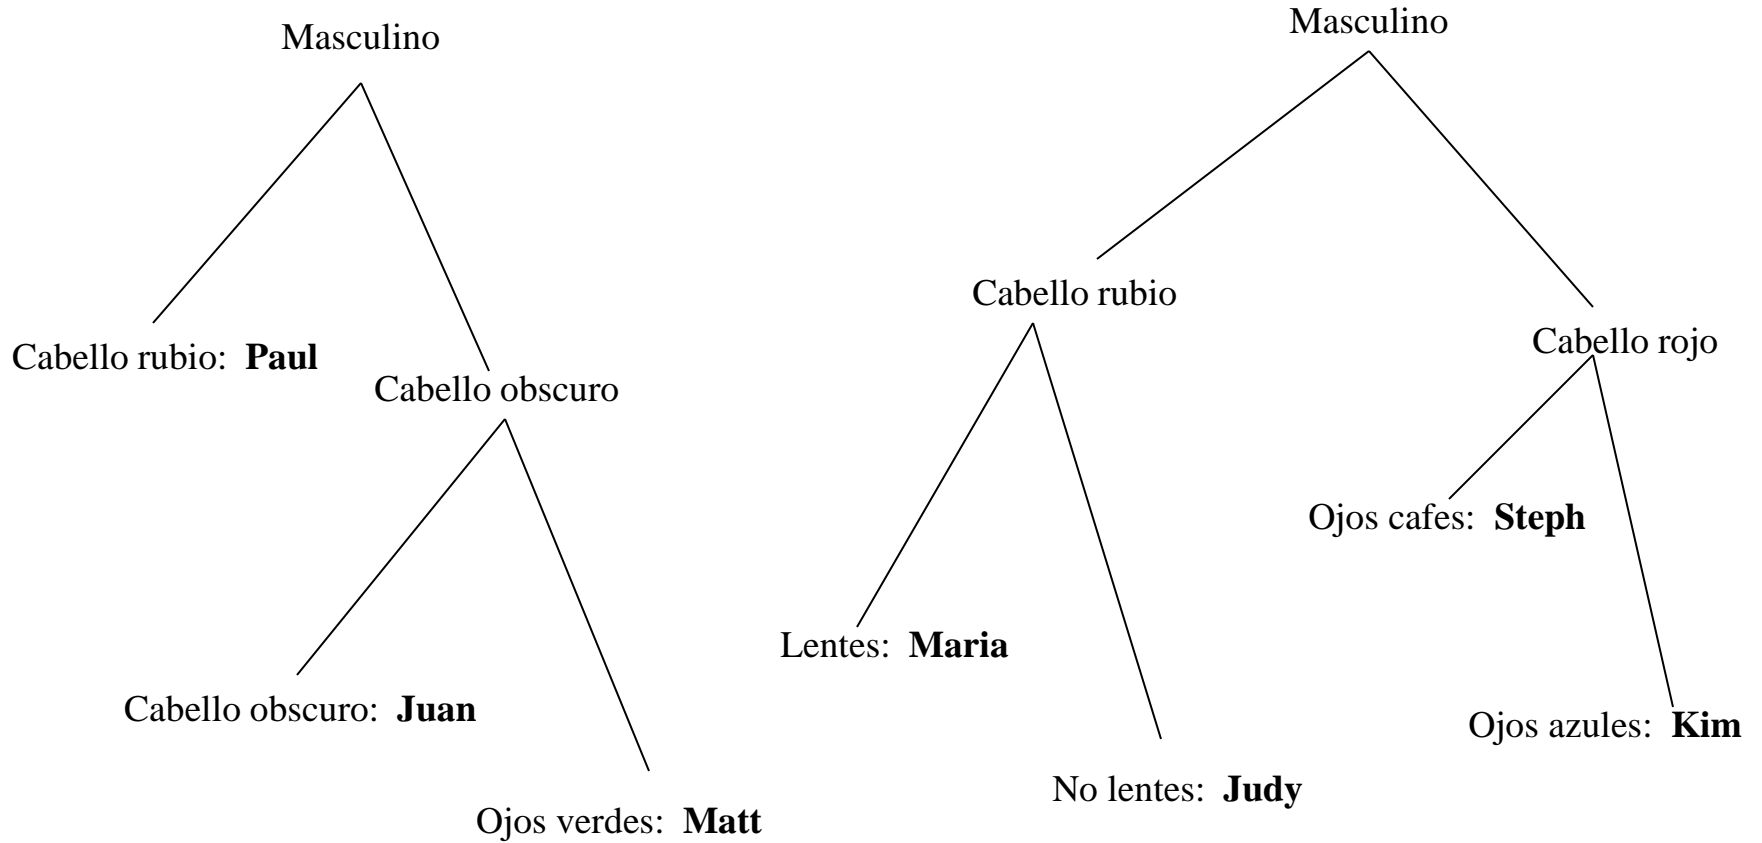 Masculino
Cabello rubio: Paul
Cabello obscuro
Cabello obscuro: Juan
Ojos verdes: Matt
Masculino
Cabello rubio
Cabello rojo
Ojos cafes: Steph
Lentes: Maria
Ojos azules: Kim
No lentes: Judy